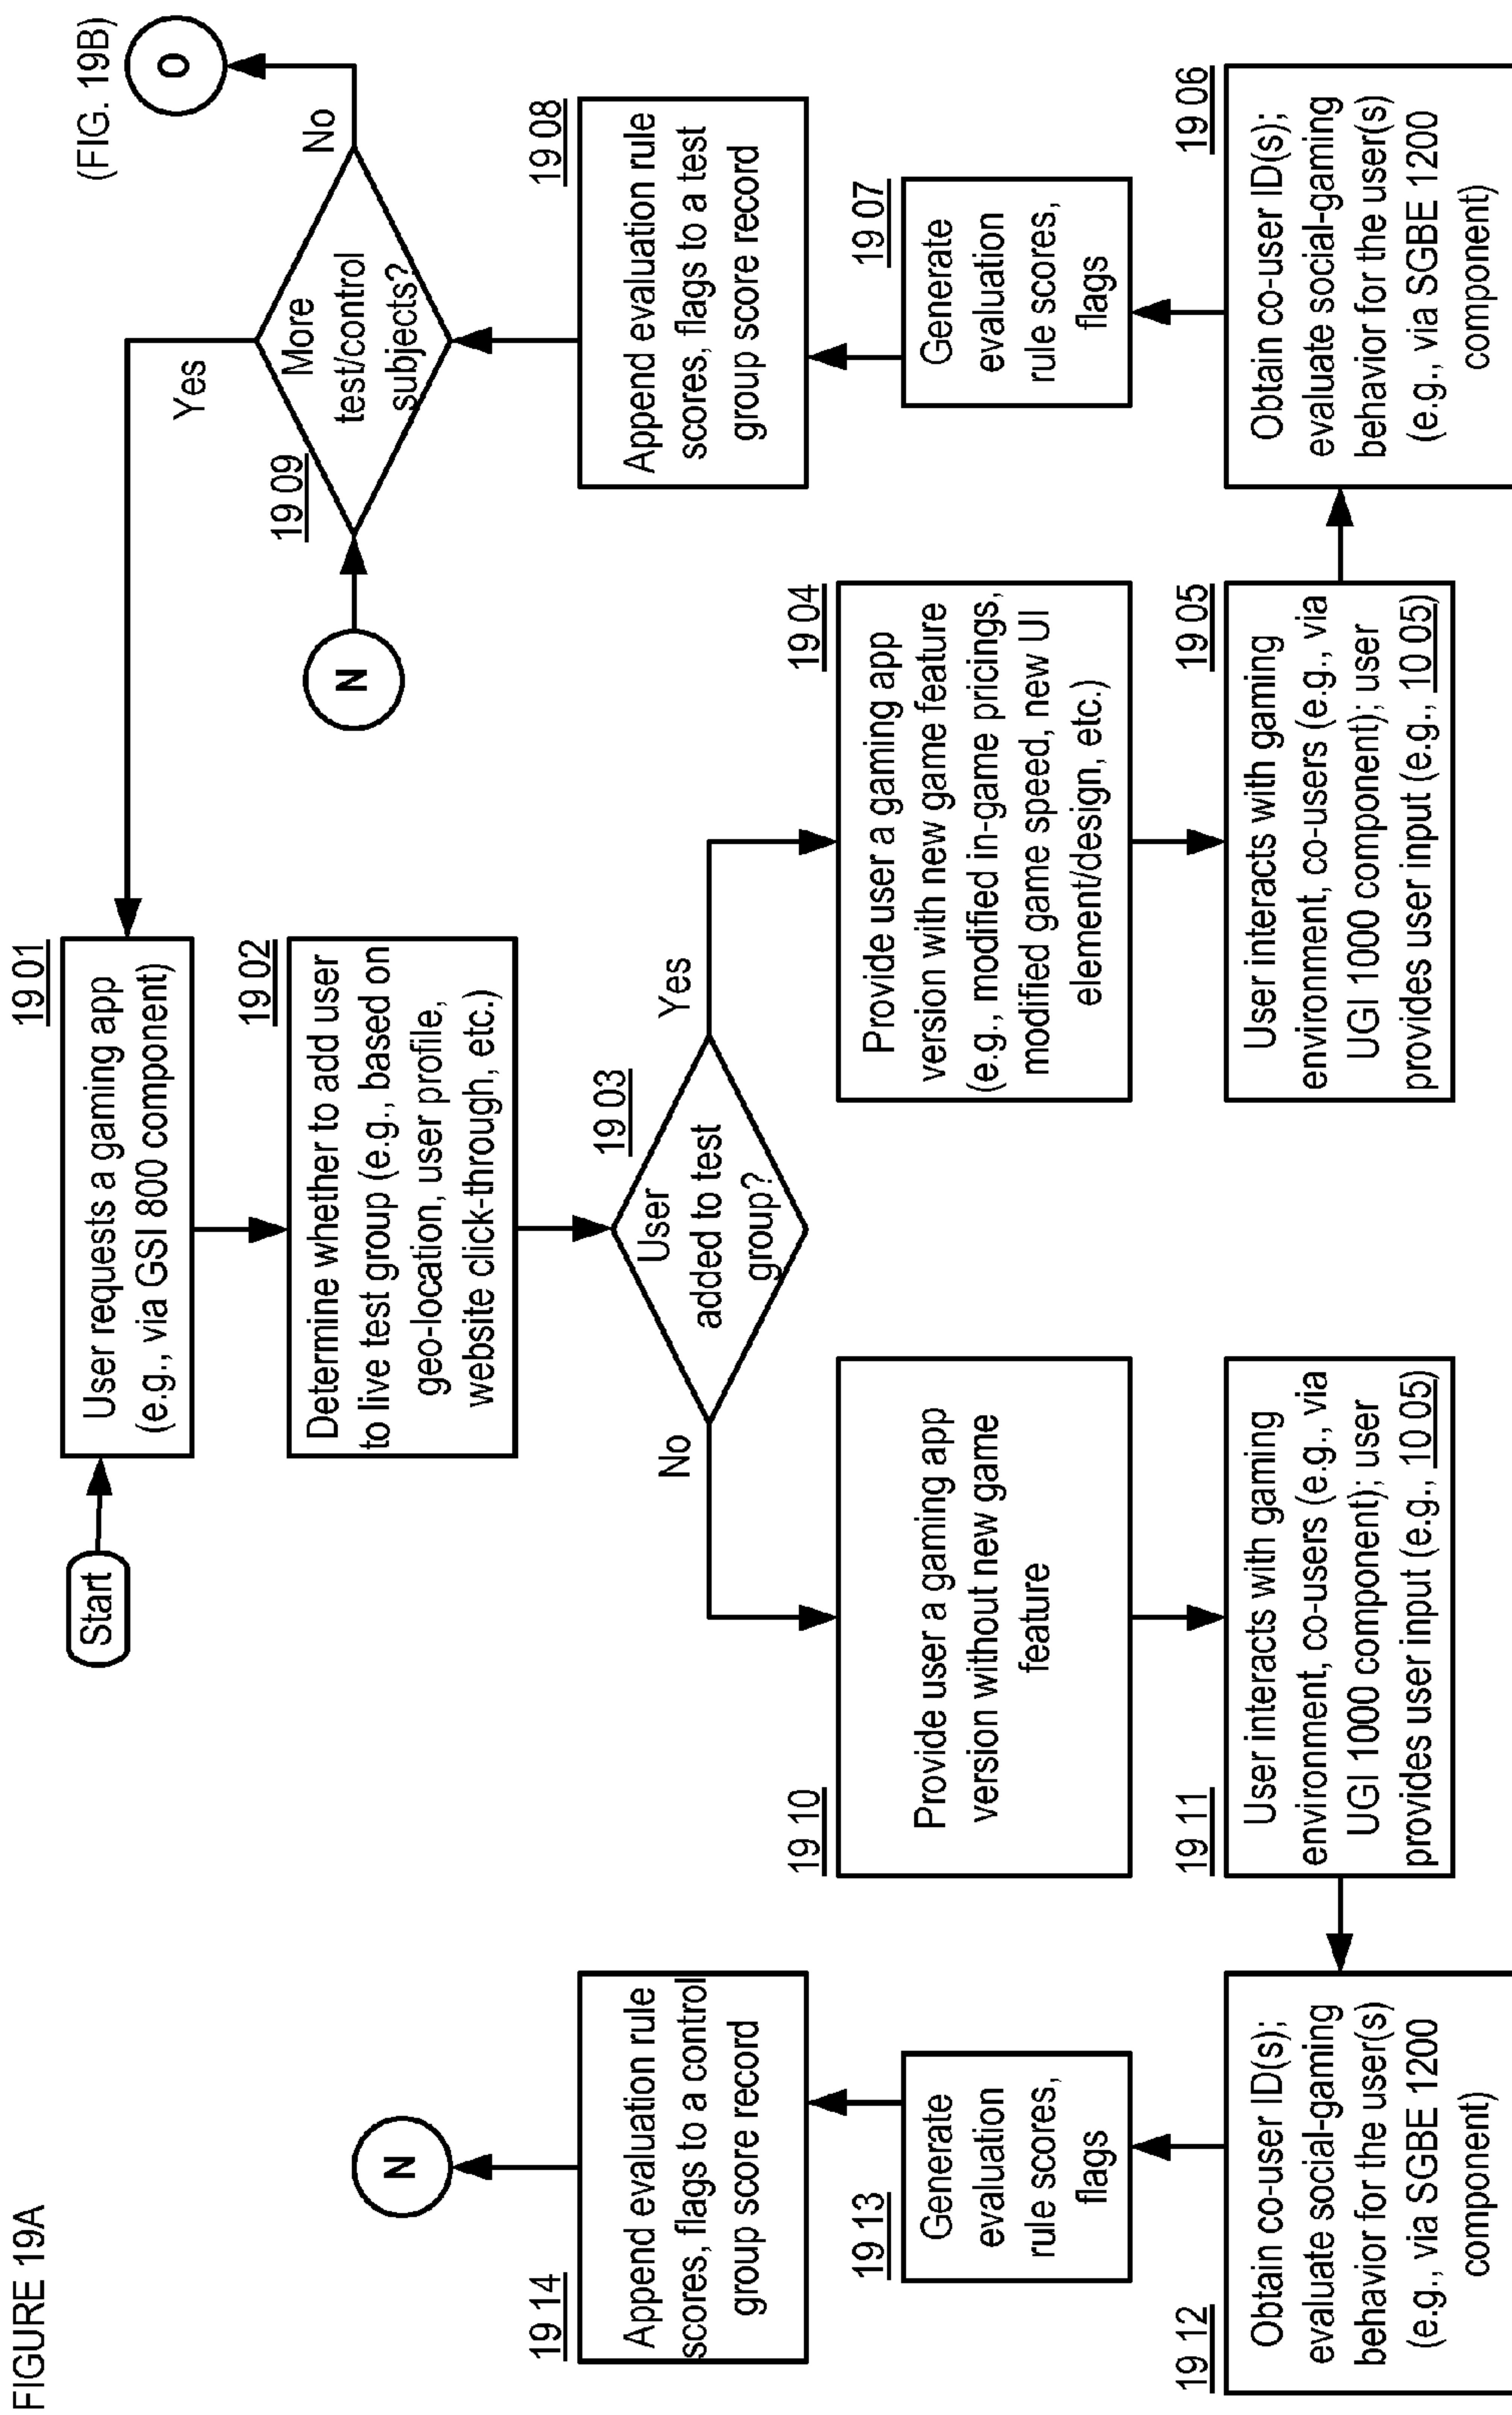 FIGURE 19A
Start
19 01
User requests a gaming app
(e.g., via GSI 800 component)
19 02
Determine whether to add user
to live test group (e.g., based on
geo-location, user profile,
website click-through, etc.)
19 03
User
added to test
group?
No
Yes
19 10
Provide user a gaming app
version without new game
feature
19 11
User interacts with gaming
environment, co-users (e.g., via
UGI 1000 component); user
provides user input (e.g., 10 05)
19 12
Obtain co-user ID(s);
evaluate social-gaming
behavior for the user(s)
(e.g., via SGBE 1200
component)
19 13
Generate
evaluation
rule scores,
flags
19 14
Append evaluation rule
scores, flags to a control
group score record
N
19 04
Provide user a gaming app
version with new game feature
(e.g., modified in-game pricings,
modified game speed, new UI
element/design, etc.)
19 05
User interacts with gaming
environment, co-users (e.g., via
UGI 1000 component); user
provides user input (e.g., 10 05)
19 06
Obtain co-user ID(s);
evaluate social-gaming
behavior for the user(s)
(e.g., via SGBE 1200
component)
19 07
Generate
evaluation
rule scores,
flags
19 08
Append evaluation rule
scores, flags to a test
group score record
N
19 09
More
test/control
subjects?
Yes
No
(FIG. 19B)
O